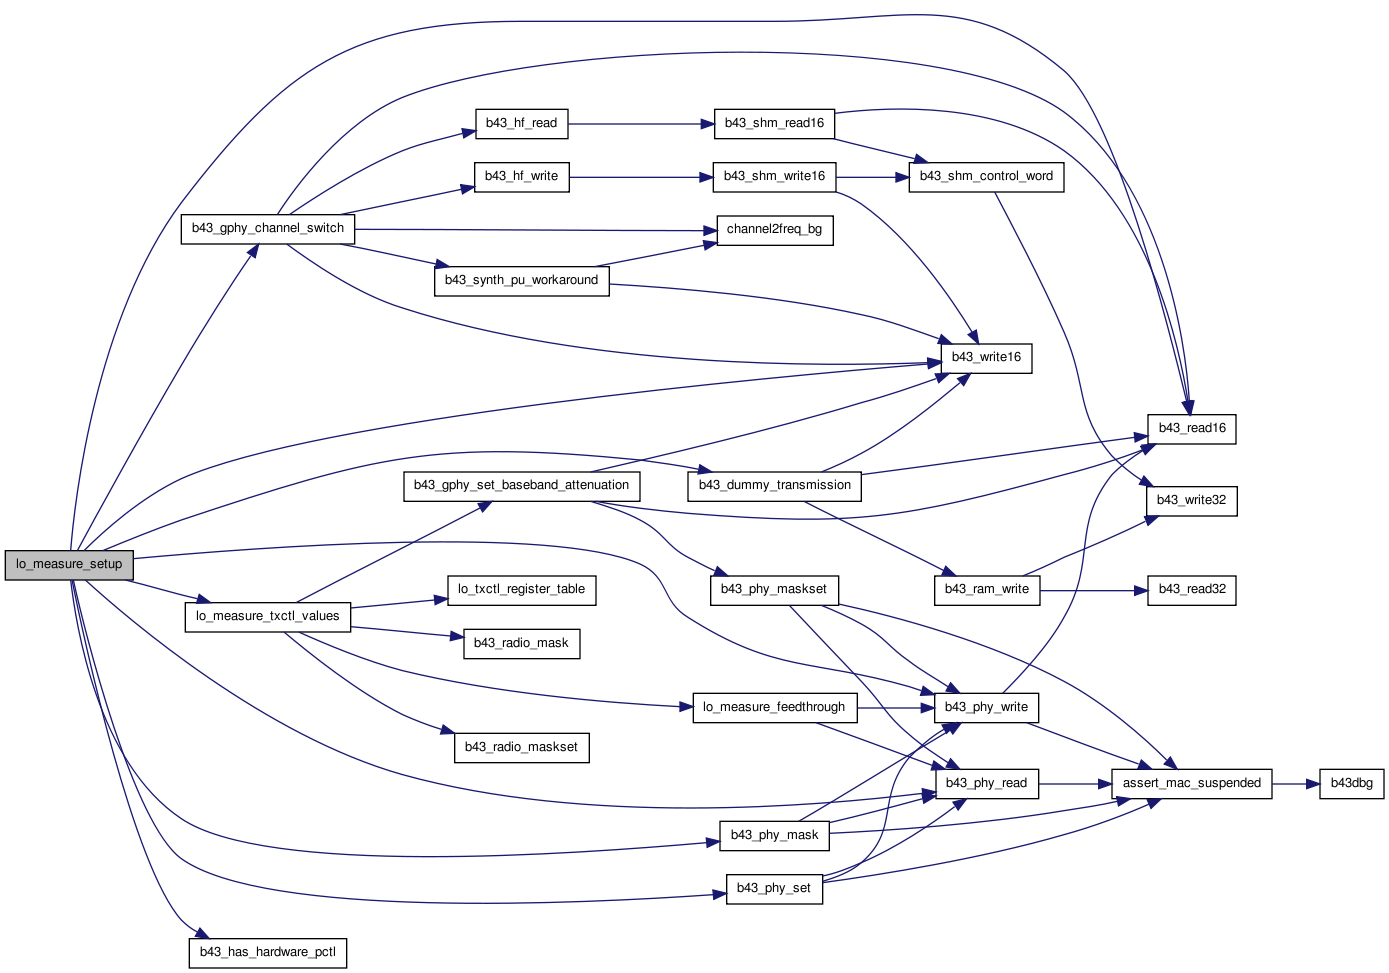 b43_hf_read
b43_shm_read16
b43_hf_write
b43_shm_write16
b43_shm_control_word
b43_gphy_channel_switch
channel2freq_bg
b43_synth_pu_workaround
b43_write16
b43_read16
b43_gphy_set_baseband_attenuation
b43_dummy_transmission
b43_write32
lo_measure_setup
lo_txctl_register_table
b43_phy_maskset
b43_ram_write
b43_read32
lo_measure_txctl_values
b43_radio_mask
lo_measure_feedthrough
b43_phy_write
b43_radio_maskset
b43_phy_read
assert_mac_suspended
b43dbg
b43_phy_mask
b43_phy_set
b43_has_hardware_pctl